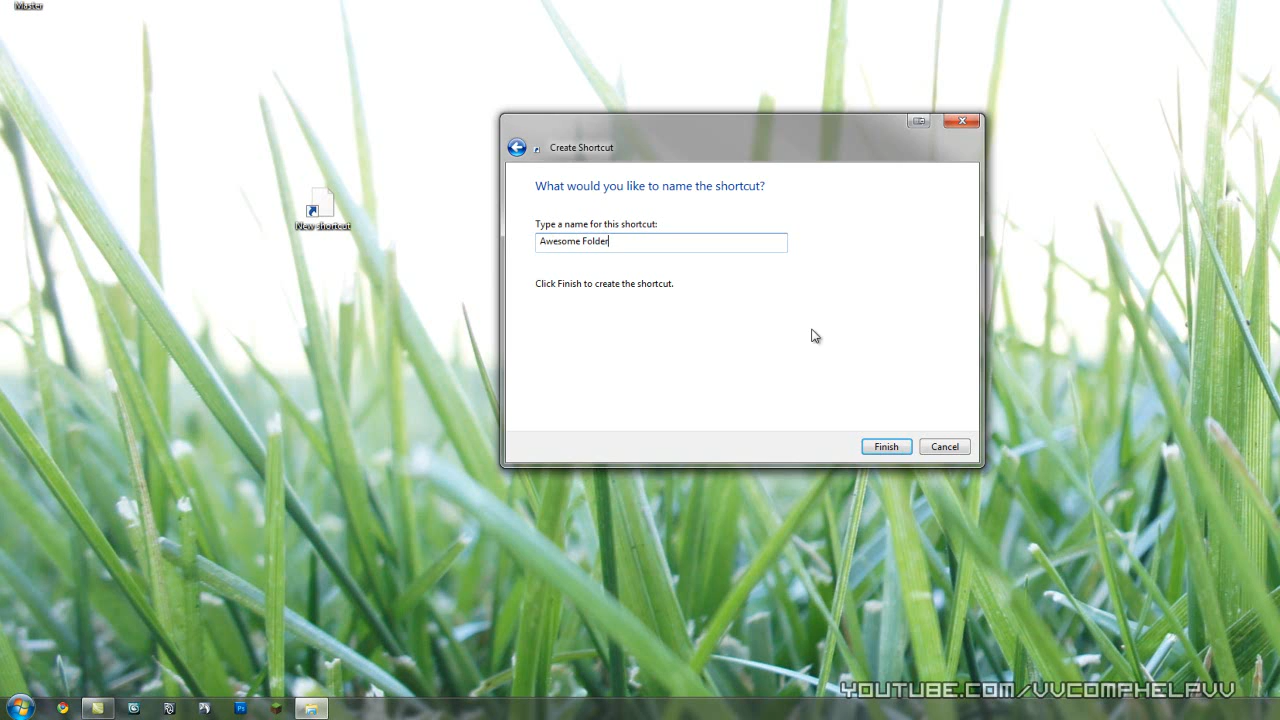 Master
New shortcut
Create Shortcut
What would you like to name the shortcut?
Type a name for this shortcut:
Awesome Folder
Click Finish to create the shortcut.
Finish
Cancel
Ps
YOUTUBE.COM/VVCOMPHELPVV